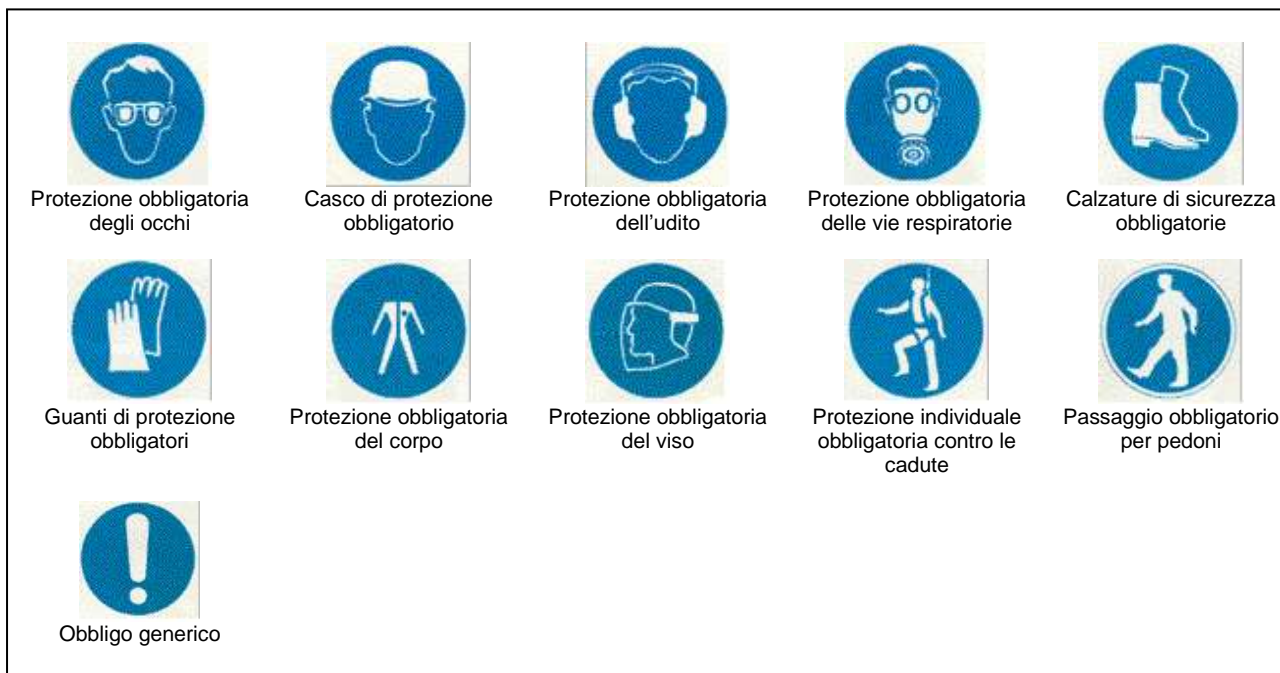 Protezione obbligatoria
degli occhi
Casco di protezione
obbligatorio
Protezione obbligatoria
dell'udito
Protezione obbligatoria
delle vie respiratorie
Calzature di sicurezza
obbligatorie
Guanti di protezione
obbligatori
Protezione obbligatoria
del corpo
Protezione obbligatoria
del viso
Protezione individuale
obbligatoria contro le
cadute
Passaggio obbligatorio
per pedoni
Obbligo generico